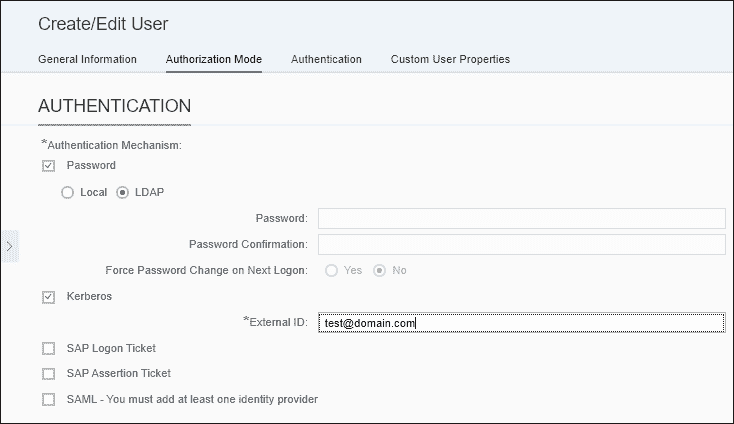 Create/Edit User
General Information Authorization Mode Authentication Custom User Properties
AUTHENTICATION
*Authentication Mechanism:
Password
Local LDAP
Password:
Password Confirmation:
Force Password Change on Next Logon: Yes No
Kerberos
*External ID: test@domain.com
SAP Logon Ticket
SAP Assertion Ticket
SAML - You must add at least one identity provider